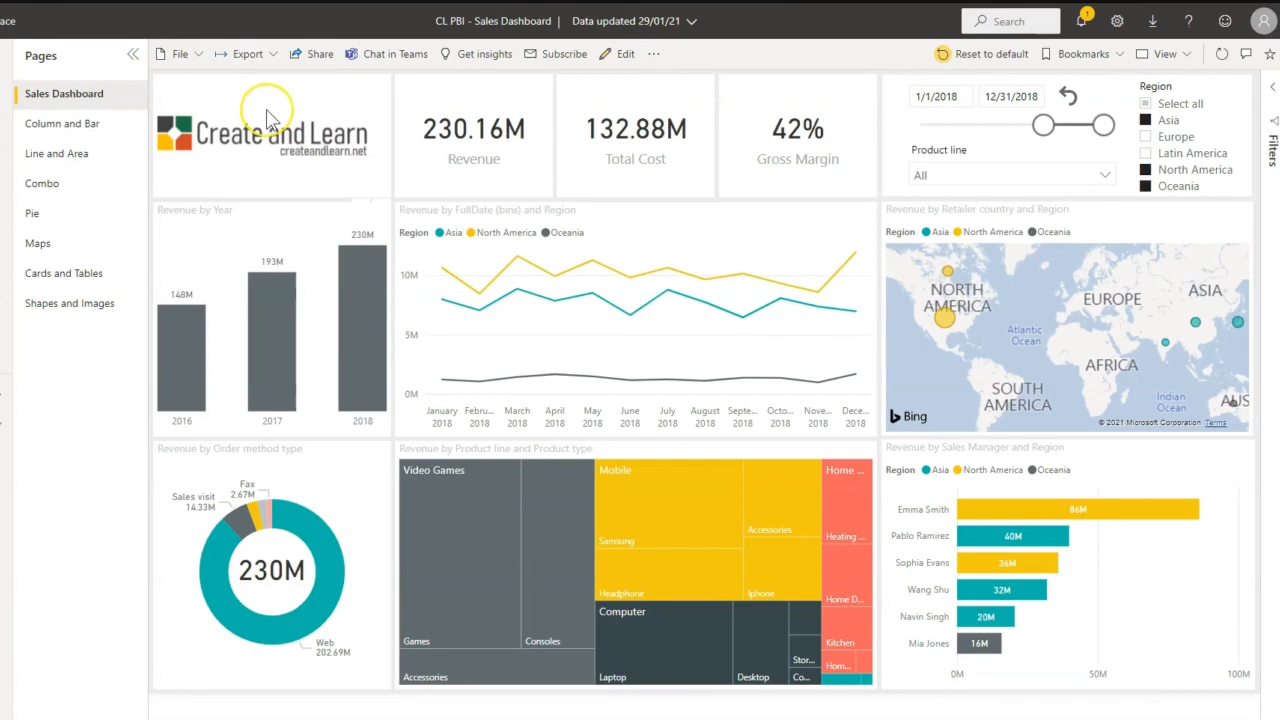 ace
CL PBI - Sales Dashboard | Data updated 29/01/21
Search
1
Pages
File
Export
Share
Chat in Teams
Get insights
Subscribe
Edit
...
Reset to default
Bookmarks
View
Sales Dashboard
Column and Bar
Line and Area
Combo
Pie
Maps
Cards and Tables
Shapes and Images
Create and Learn
createandlearn.net
230.16M
Revenue
132.88M
Total Cost
42%
Gross Margin
1/1/2018
12/31/2018
Product line
All
Region
Select all
Asia
Europe
Latin America
North America
Oceania
Filters
Revenue by Year
148M
193M
230M
2016
2017
2018
Revenue by FullDate (bins) and Region
Region Asia North America Oceania
10M
5M
0M
January Febru... March April May June July August Septe... Octo... Nove... Dece...
2018 2018 2018 2018 2018 2018 2018 2018 2018 2018 2018 2018
Revenue by Retailer country and Region
Region Asia North America Oceania
NORTH
AMERICA
EUROPE
ASIA
Atlantic
Ocean
AFRICA
SOUTH
AMERICA
Indian
Ocean
AUS
Bing
© 2021 Microsoft Corporation Terms
Revenue by Order method type
Fax
2.67M
Sales visit
14.33M
230M
Web
202.69M
Revenue by Product line and Product type
Video Games
Games
Consoles
Accessories
Mobile
Samsung
Headphone
Accessories
Iphone
Computer
Laptop
Desktop
Stor...
Co...
Home ...
Heating ...
Home D...
Kitchen
Hom...
Revenue by Sales Manager and Region
Region Asia North America Oceania
Emma Smith 86M
Pablo Ramirez 40M
Sophia Evans 36M
Wang Shu 32M
Navin Singh 20M
Mia Jones 16M
0M 50M 100M